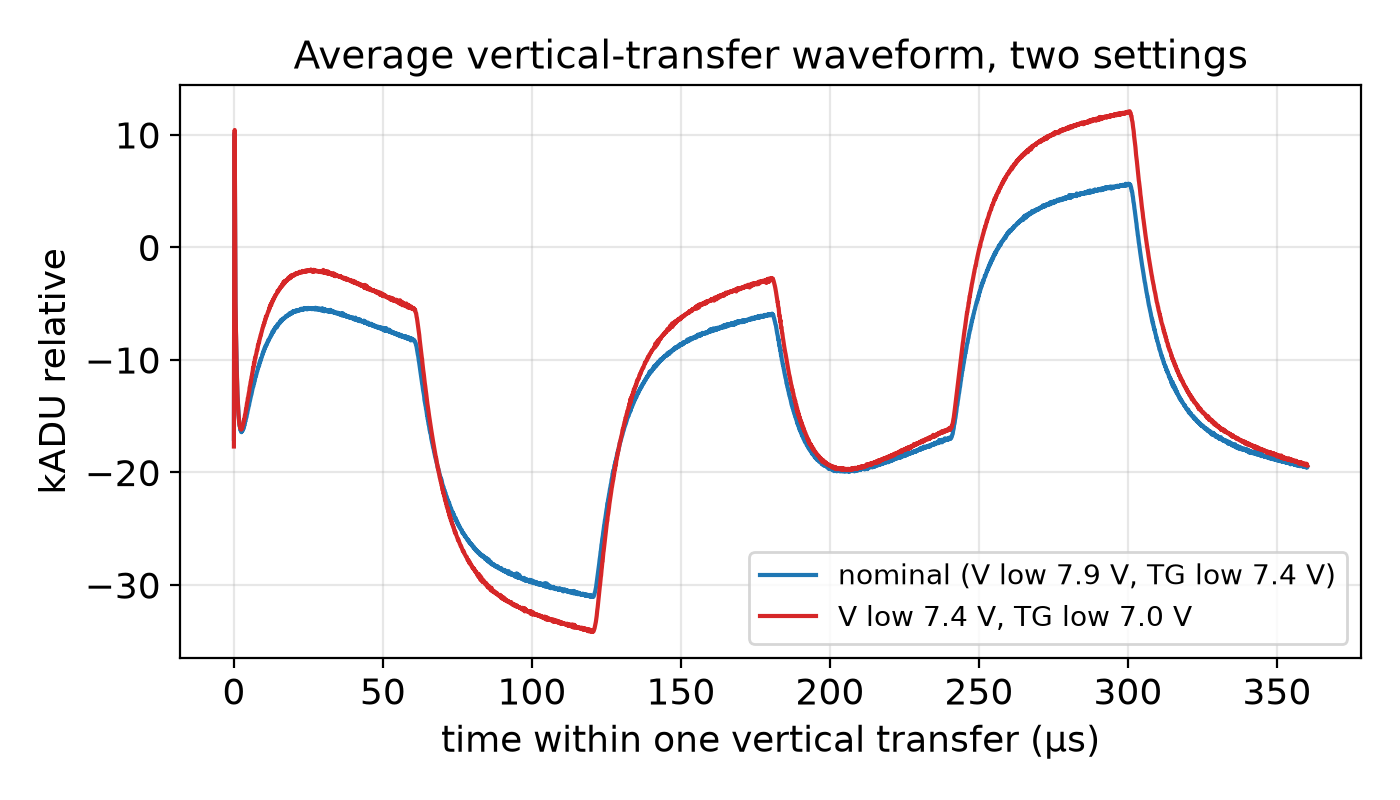 Average vertical-transfer waveform, two settings
kADU relative
10
0
−10
−20
−30
nominal (V low 7.9 V, TG low 7.4 V)
V low 7.4 V, TG low 7.0 V
0 50 100 150 200 250 300 350
time within one vertical transfer (μs)